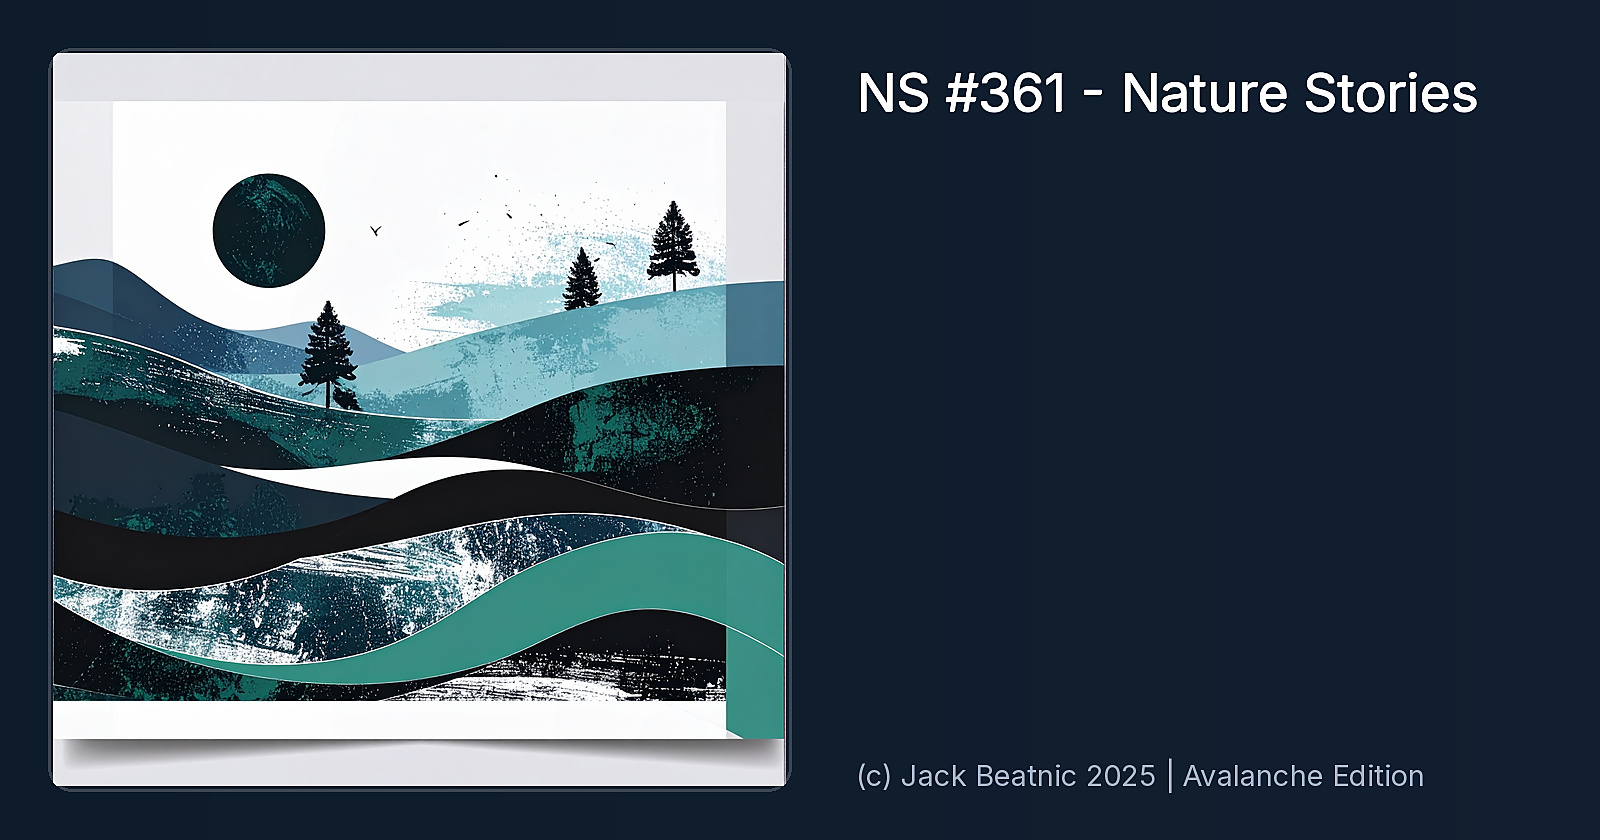 NS #361 - Nature Stories
(c) Jack Beatnic 2025 | Avalanche Edition